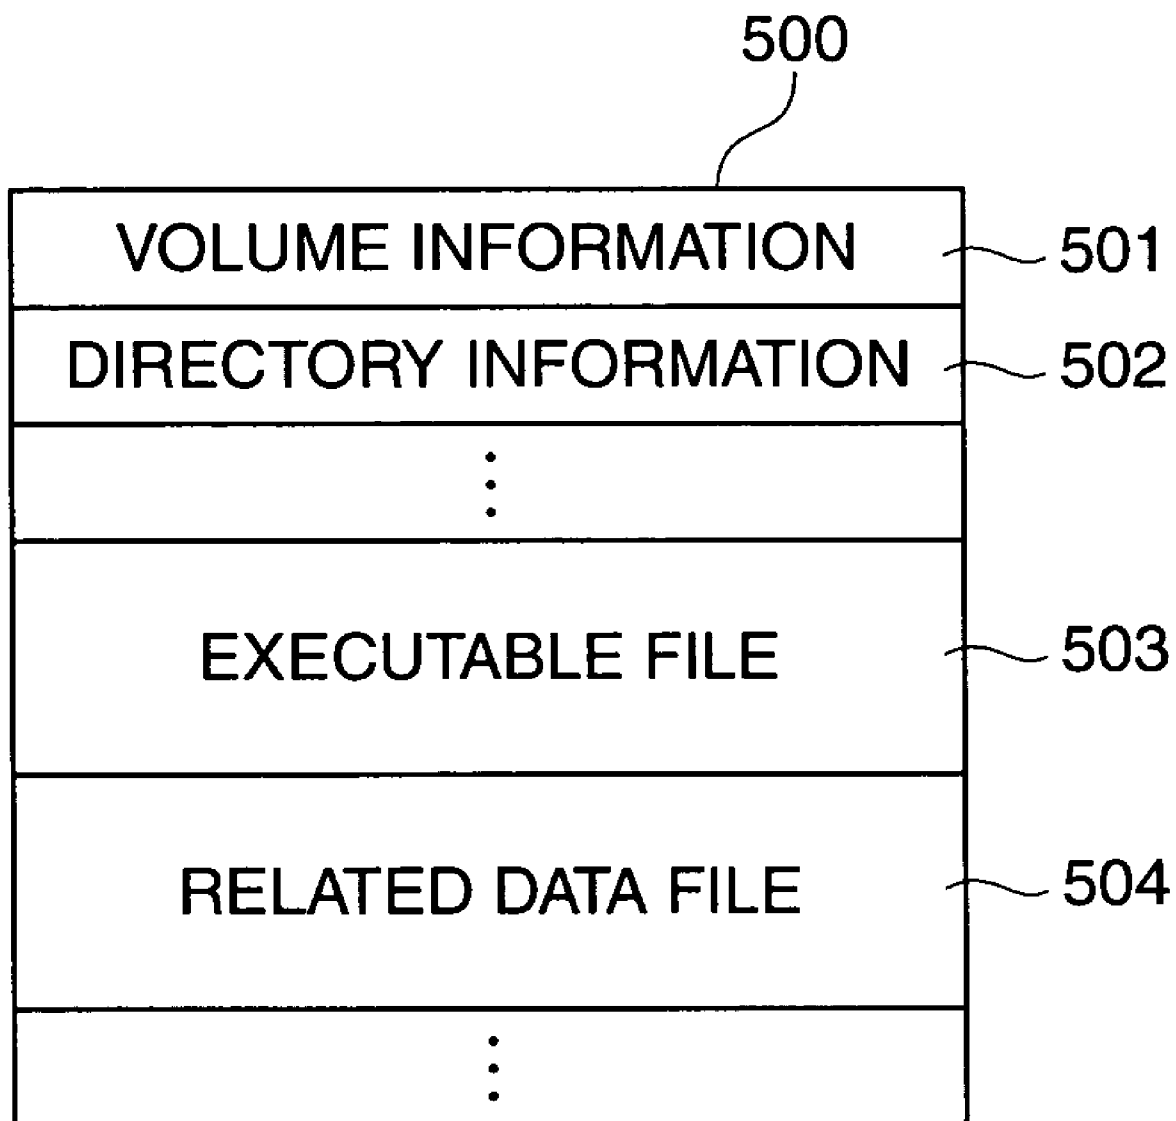 500
VOLUME INFORMATION 501
DIRECTORY INFORMATION 502
EXECUTABLE FILE 503
RELATED DATA FILE 504